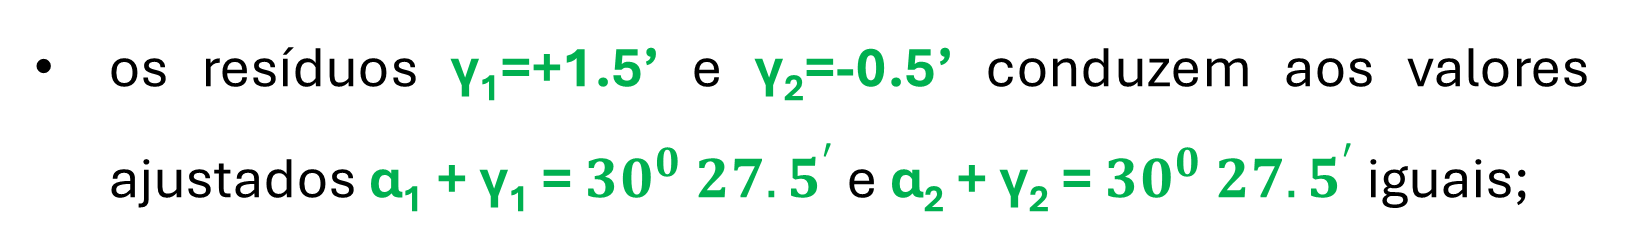 • os resíduos γ₁=+1.5’ e γ₂=-0.5’ conduzem aos valores
ajustados α₁ + γ₁ = 30⁰ 27.5′ e α₂ + γ₂ = 30⁰ 27.5′ iguais;